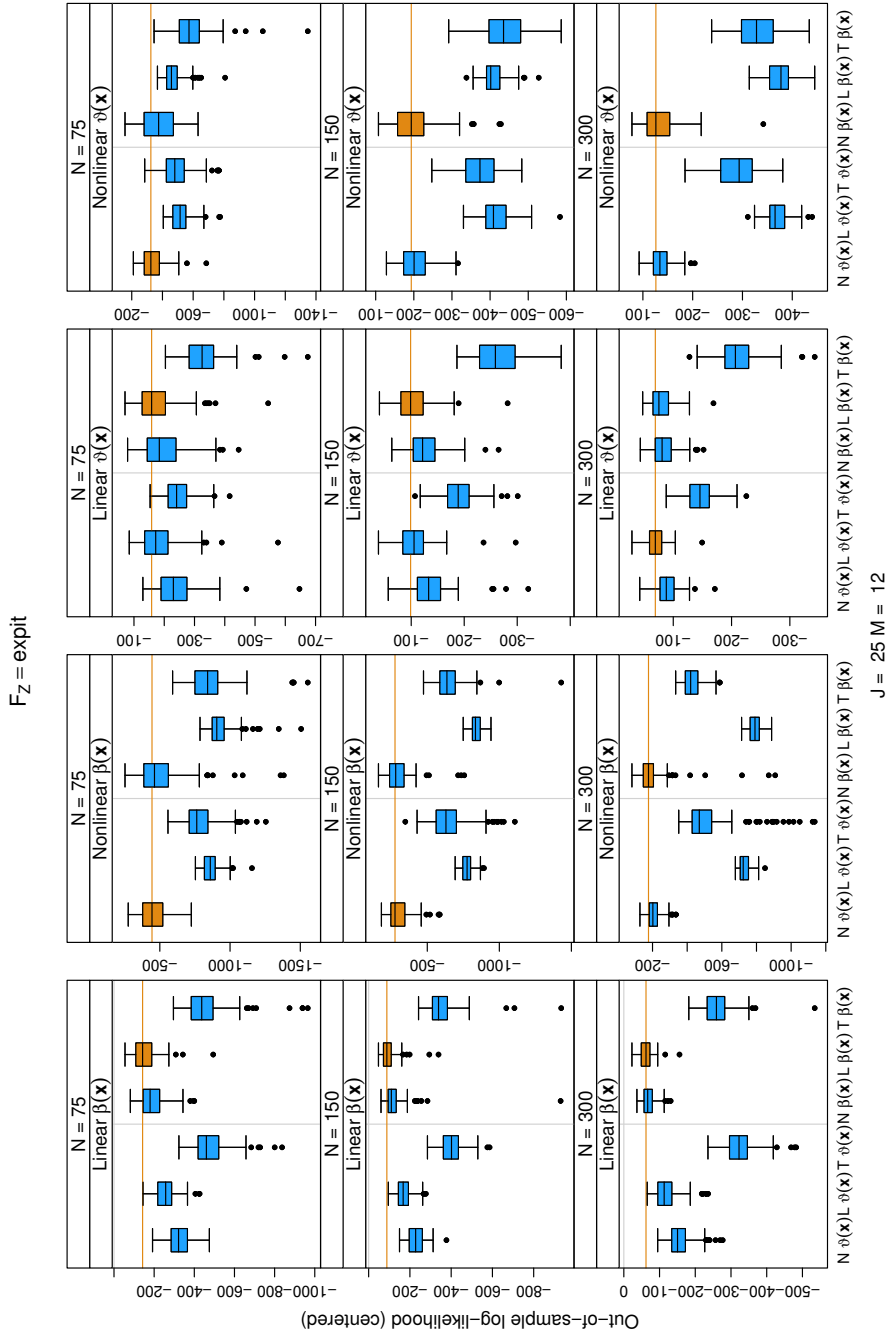 F_Z = expit
N = 75
N = 75
N = 75
N = 75
Linear β(x)
Nonlinear β(x)
Linear ϑ(x)
Nonlinear ϑ(x)
−200 −400 −600 −800 −1000
−500 −1000 −1500
−100 −300 −500 −700
−200 −600 −1000 −1400
N = 150
N = 150
N = 150
N = 150
Linear β(x)
Nonlinear β(x)
Linear ϑ(x)
Nonlinear ϑ(x)
−200 −400 −600 −800
−500 −1000
−100 −200 −300
−100 −200 −300 −400 −500 −600
N = 300
N = 300
N = 300
N = 300
Linear β(x)
Nonlinear β(x)
Linear ϑ(x)
Nonlinear ϑ(x)
0 −100 −200 −300 −400 −500
−200 −600 −1000
−100 −200 −300
−100 −200 −300 −400
N ϑ(x) L ϑ(x) T ϑ(x) N β(x) L β(x) T β(x)
N ϑ(x) L ϑ(x) T ϑ(x) N β(x) L β(x) T β(x)
N ϑ(x) L ϑ(x) T ϑ(x) N β(x) L β(x) T β(x)
N ϑ(x) L ϑ(x) T ϑ(x) N β(x) L β(x) T β(x)
Out−of−sample log−likelihood (centered)
J = 25 M = 12